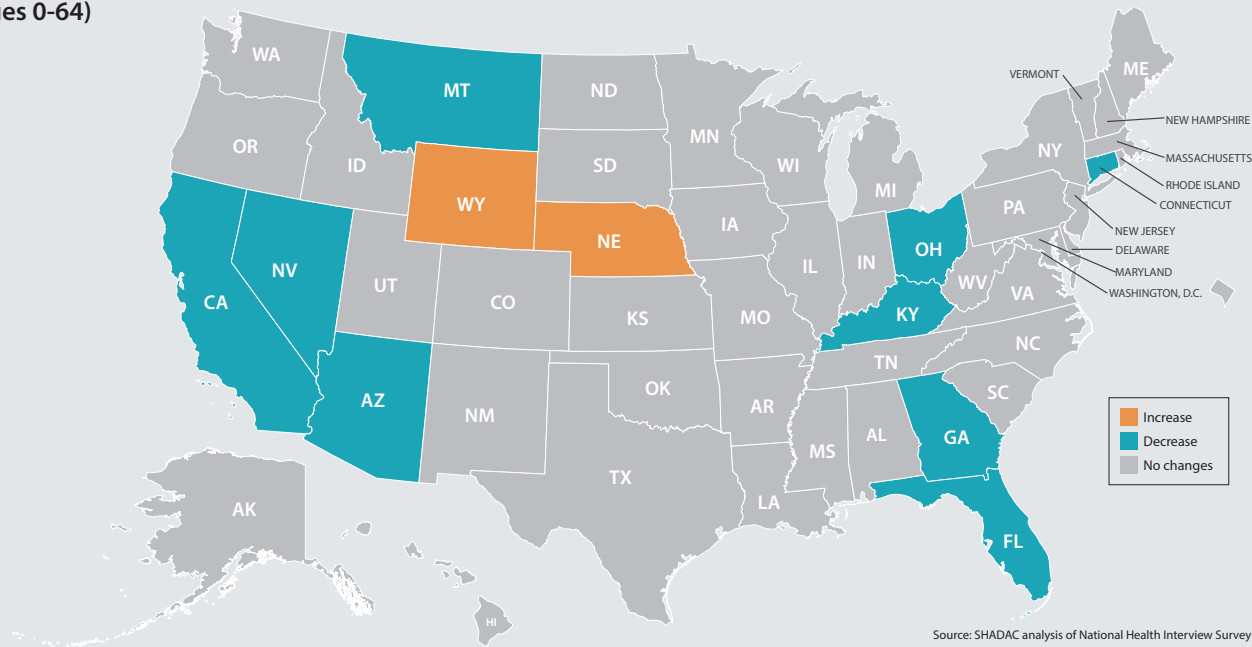 ges 0-64)
WA
MT
ND
MN
ME
VERMONT
NEW HAMPSHIRE
OR
ID
SD
WI
MI
NY
MASSACHUSETTS
WY
RHODE ISLAND
CONNECTICUT
PA
NE
IA
NEW JERSEY
NV
UT
OH
IL
IN
DELAWARE
CA
CO
WV
VA
MARYLAND
WASHINGTON, D.C.
KS
MO
KY
NC
TN
AZ
NM
OK
AR
SC
Increase
MS
AL
GA
Decrease
No changes
TX
LA
AK
FL
HI
Source: SHADAC analysis of National Health Interview Survey